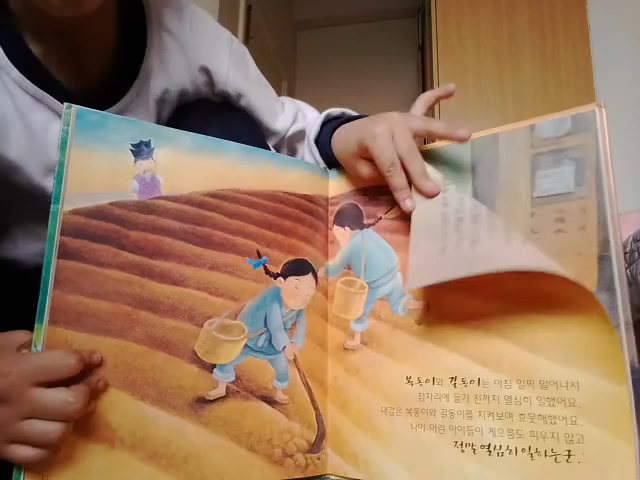 복동이와 길동이는 아침 일찍 일어나서
잠자리에 들기 전까지 열심히 일했어요.
대감은 복동이와 길동이를 지켜보며 흐뭇해했어요.
나이 어린 아이들이 게으름도 피우지 않고
정말 열심히 일하는군.